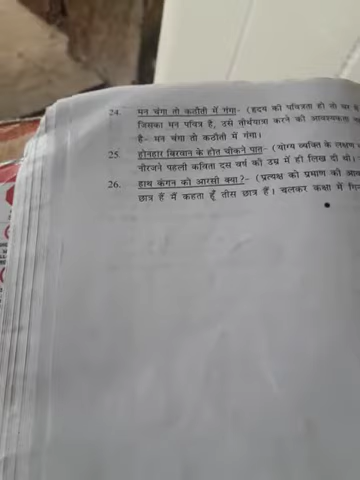 24. मन चंगा तो कठौती में गंगा- (हृदय की पवित्रता हो तो घर ह
जिसका मन पवित्र है, उसे तीर्थयात्रा करने की आवश्यकता
है- मन चंगा तो कठौती में गंगा।
25. होनहार बिरवान के होत चीकने पात- (योग्य व्यक्ति के लक्षण
नीरजने पहली कविता दस वर्ष की उम्र में ही लिख दी थी।
26. हाथ कंगन को आरसी क्या?- (प्रत्यक्ष को प्रमाण की आव
छात्र हैं मैं कहता हूँ तीस छात्र हैं। चलकर कक्षा में गिन